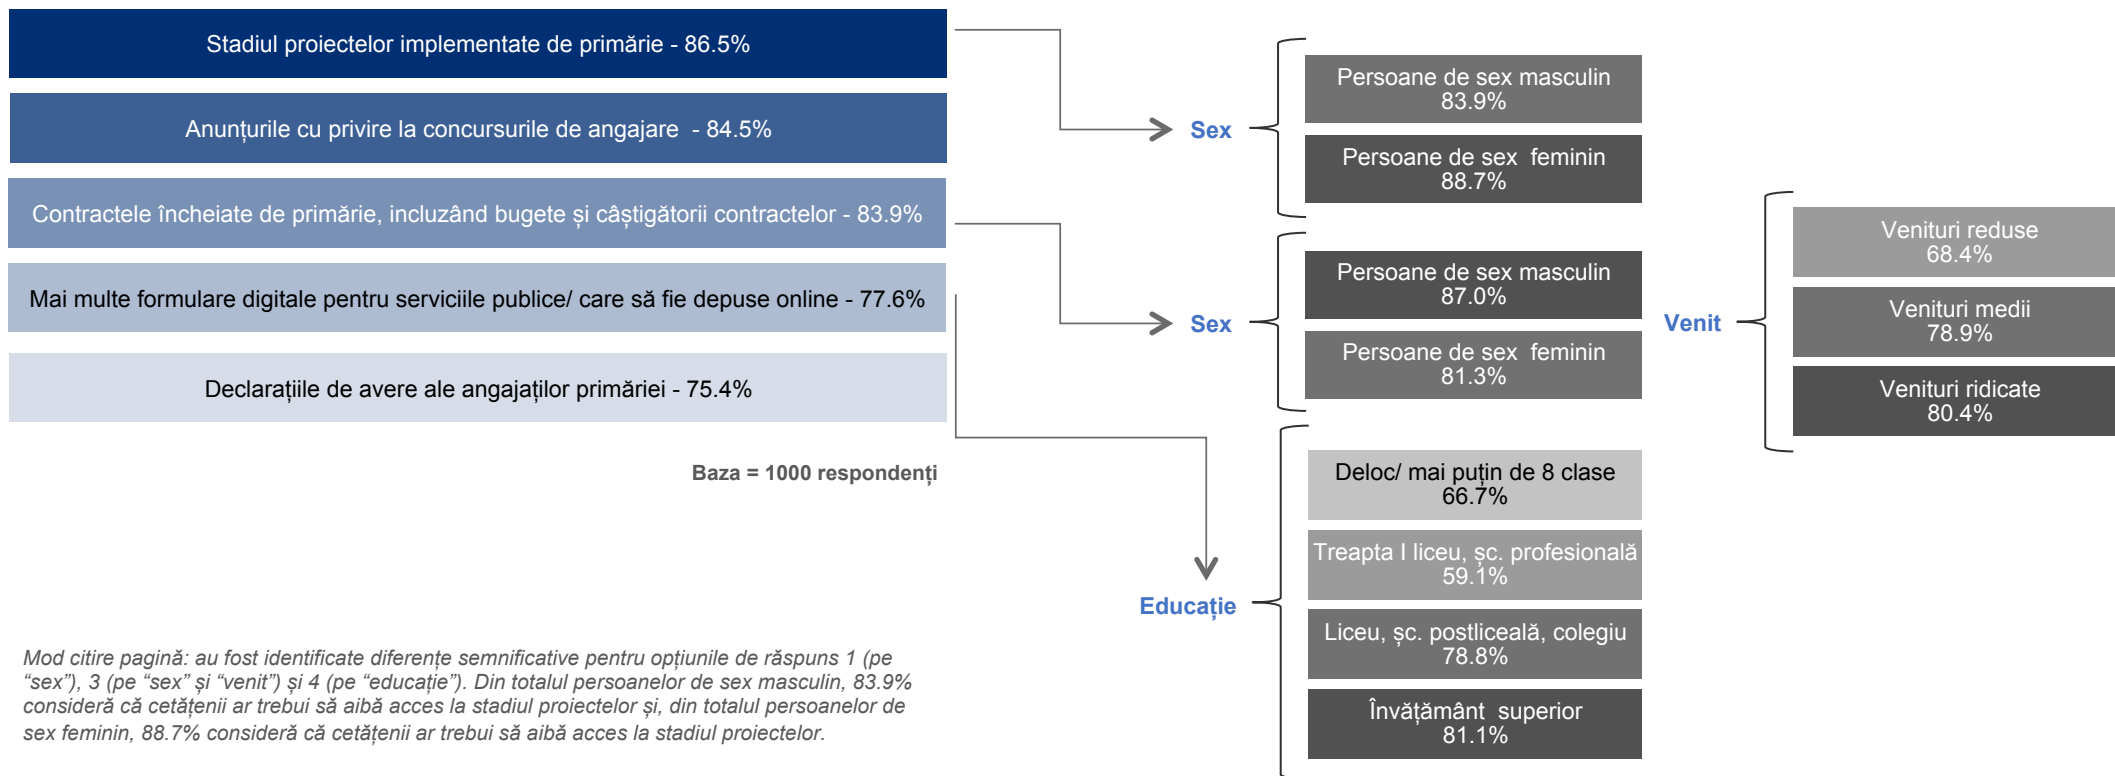 Stadiul proiectelor implementate de primărie - 86.5%
Anunțurile cu privire la concursurile de angajare - 84.5%
Contractele încheiate de primărie, incluzând bugete și câștigătorii contractelor - 83.9%
Mai multe formulare digitale pentru serviciile publice/ care să fie depuse online - 77.6%
Declarațiile de avere ale angajaților primăriei - 75.4%
Baza = 1000 respondenți
Sex
Persoane de sex masculin
83.9%
Persoane de sex feminin
88.7%
Sex
Persoane de sex masculin
87.0%
Persoane de sex feminin
81.3%
Venit
Venituri reduse
68.4%
Venituri medii
78.9%
Venituri ridicate
80.4%
Educație
Deloc/ mai puțin de 8 clase
66.7%
Treapta I liceu, șc. profesională
59.1%
Liceu, șc. postliceală, colegiu
78.8%
Învățământ superior
81.1%
Mod citire pagină: au fost identificate diferențe semnificative pentru opțiunile de răspuns 1 (pe
“sex”), 3 (pe “sex” și “venit”) și 4 (pe “educație”). Din totalul persoanelor de sex masculin, 83.9%
consideră că cetățenii ar trebui să aibă acces la stadiul proiectelor și, din totalul persoanelor de
sex feminin, 88.7% consideră că cetățenii ar trebui să aibă acces la stadiul proiectelor.